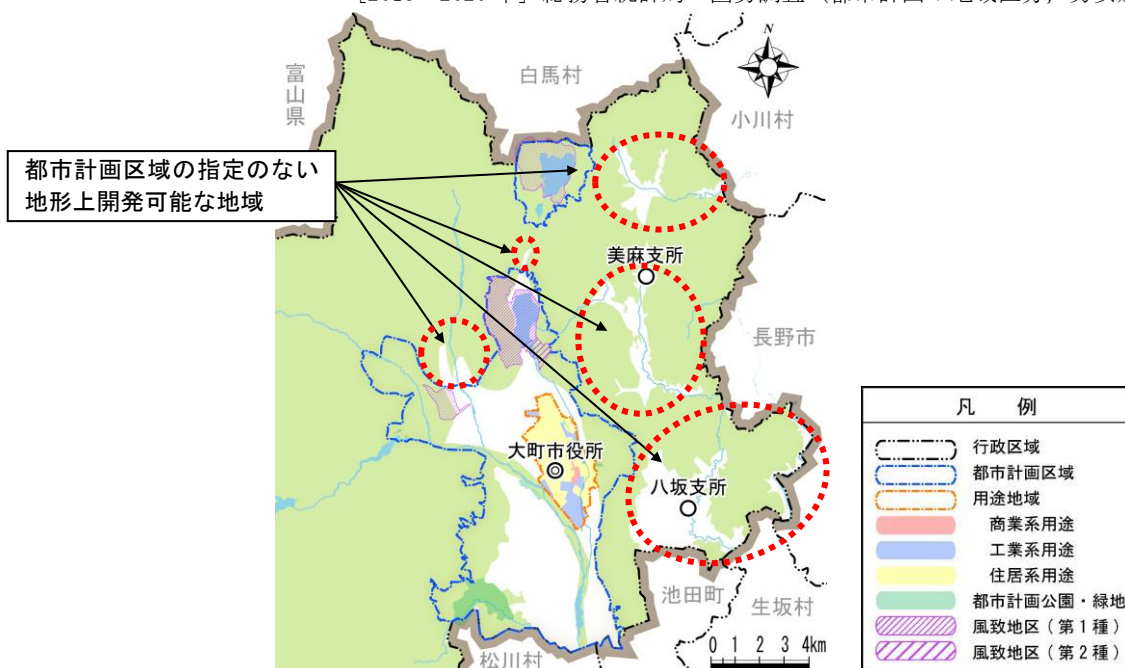 富山県
白馬村
N
小川村
都市計画区域の指定のない
地形上開発可能な地域
美麻支所
長野市
大町市役所
八坂支所
池田町
生坂村
松川村
0 1 2 3 4km
凡 例
行政区域
都市計画区域
用途地域
商業系用途
工業系用途
住居系用途
都市計画公園・緑地
風致地区(第1種)
風致地区(第2種)